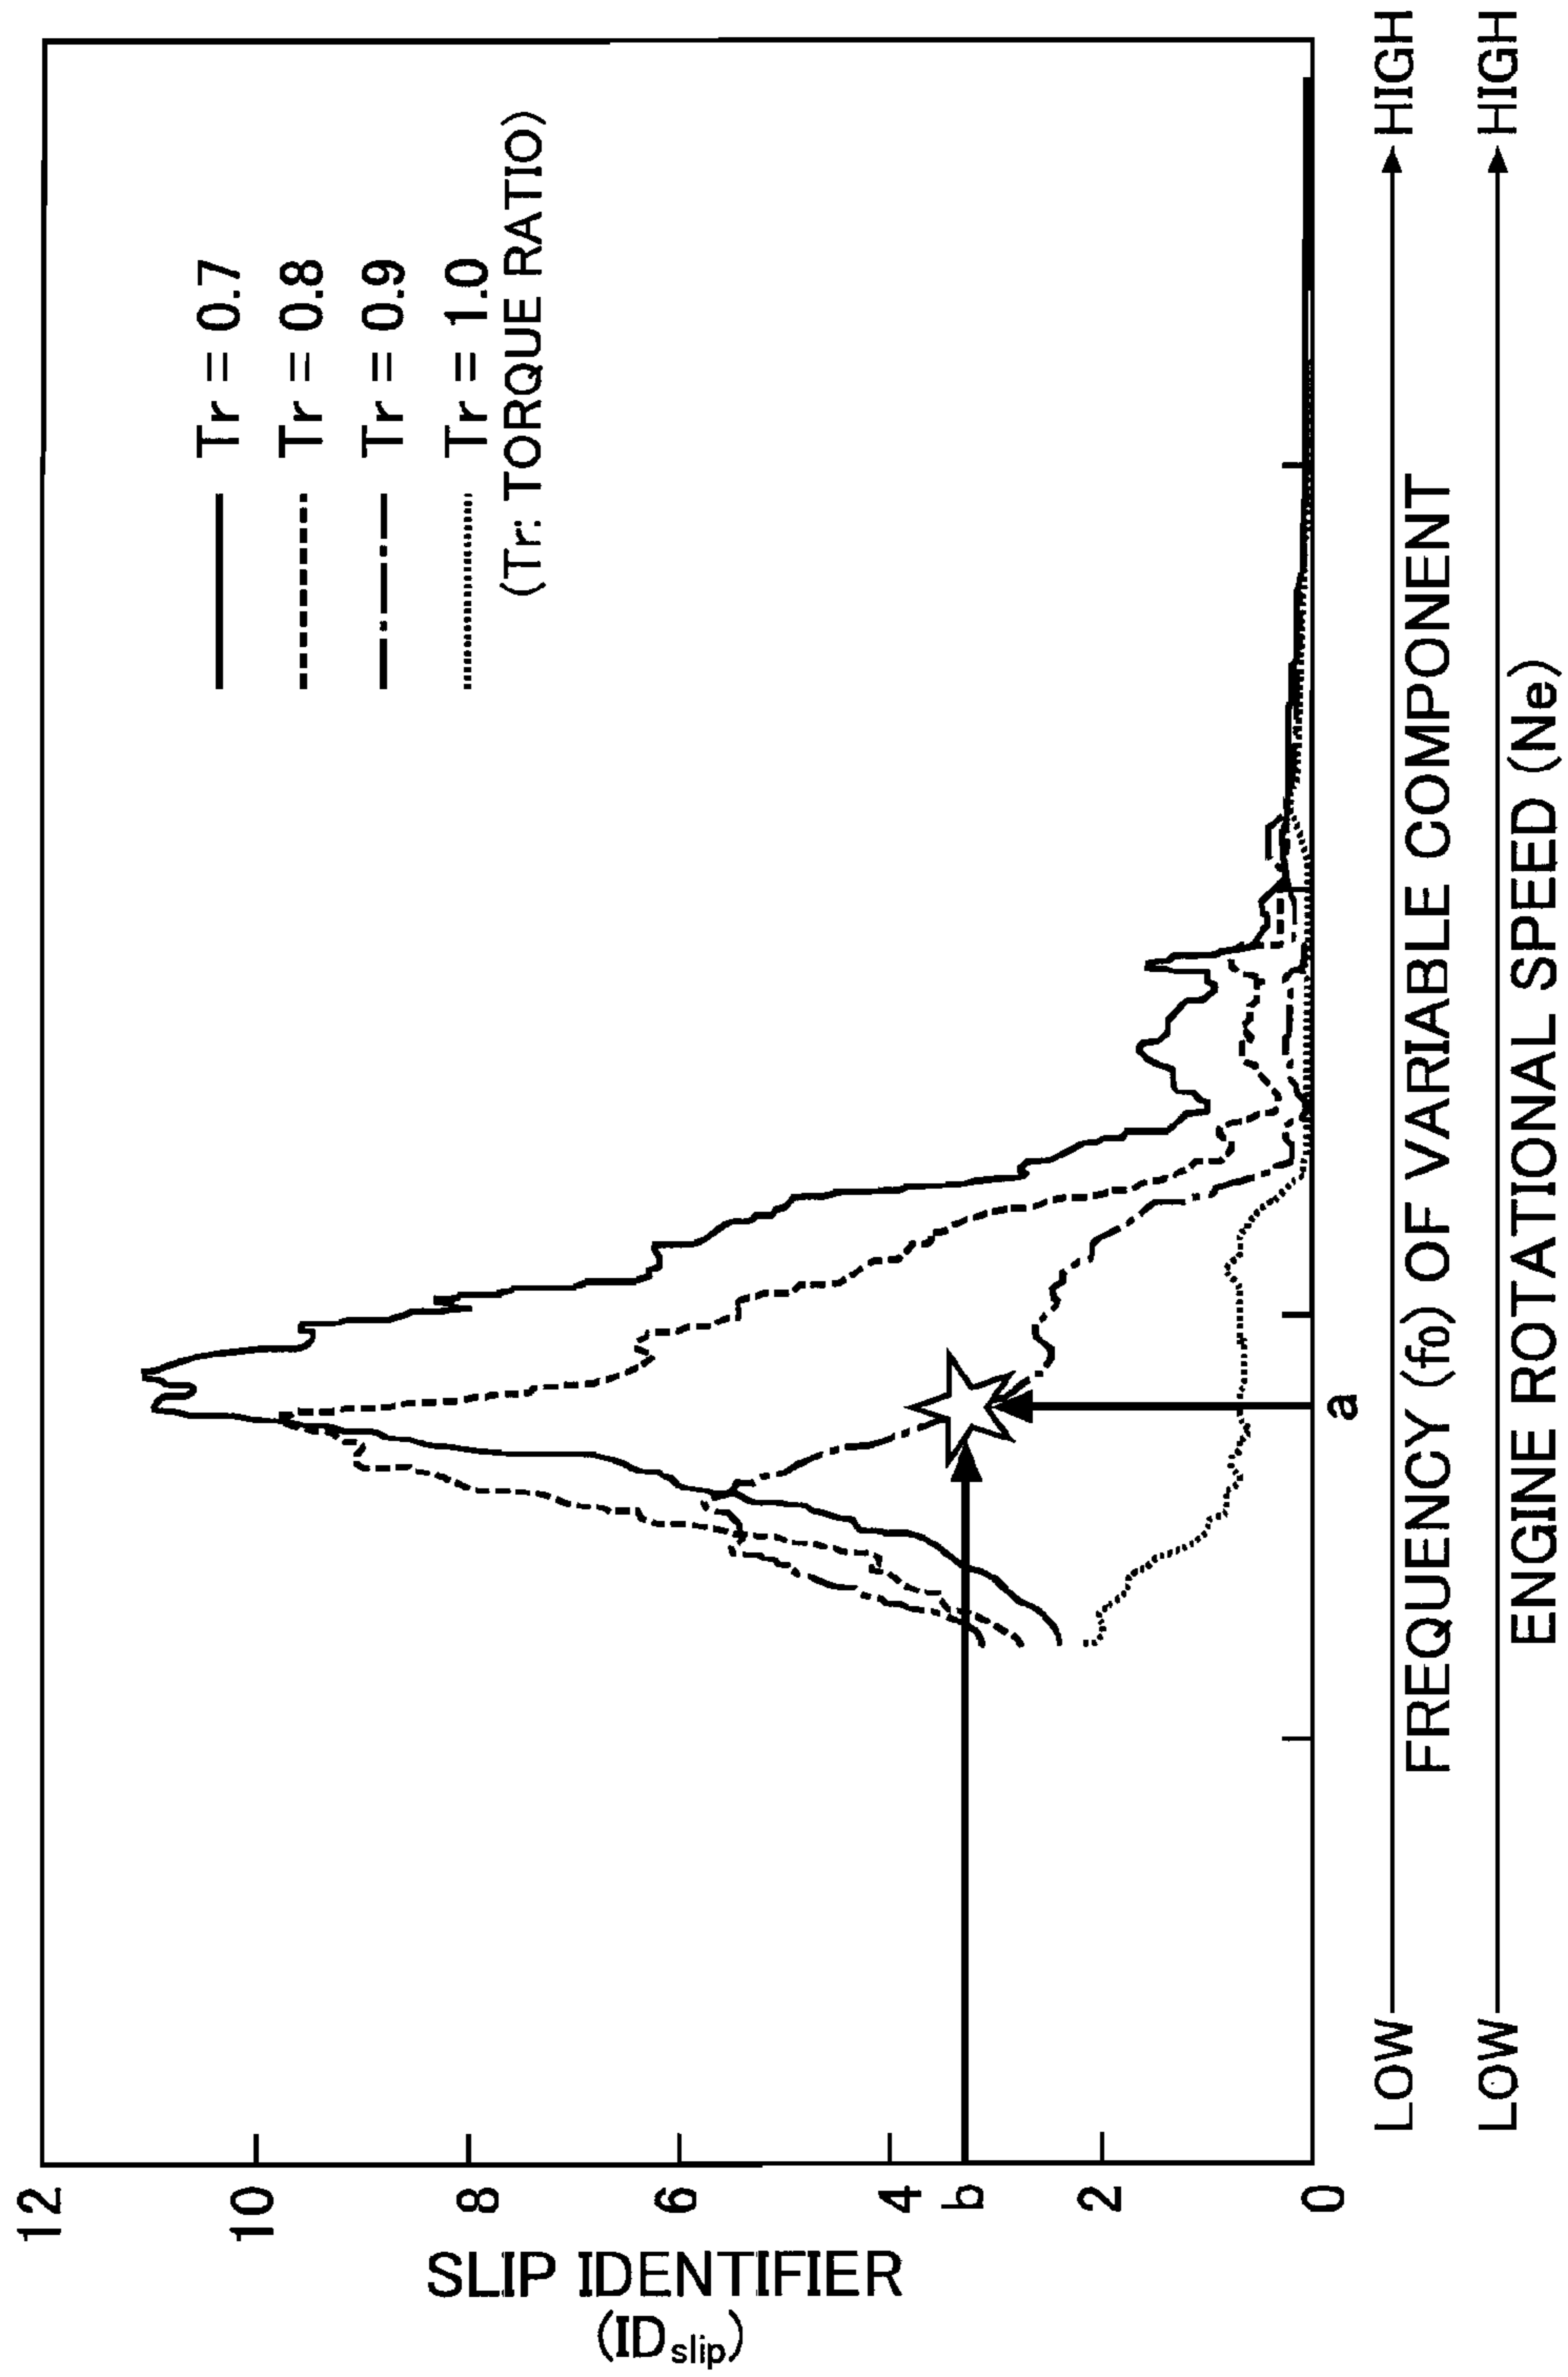 12
10
8
6
4
b
2
0
SLIP IDENTIFIER
(IDslip)
Tr = 0.7
Tr = 0.8
Tr = 0.9
Tr = 1.0
(Tr: TORQUE RATIO)
a
LOW HIGH
FREQUENCY (f0) OF VARIABLE COMPONENT
LOW HIGH
ENGINE ROTATIONAL SPEED (Ne)